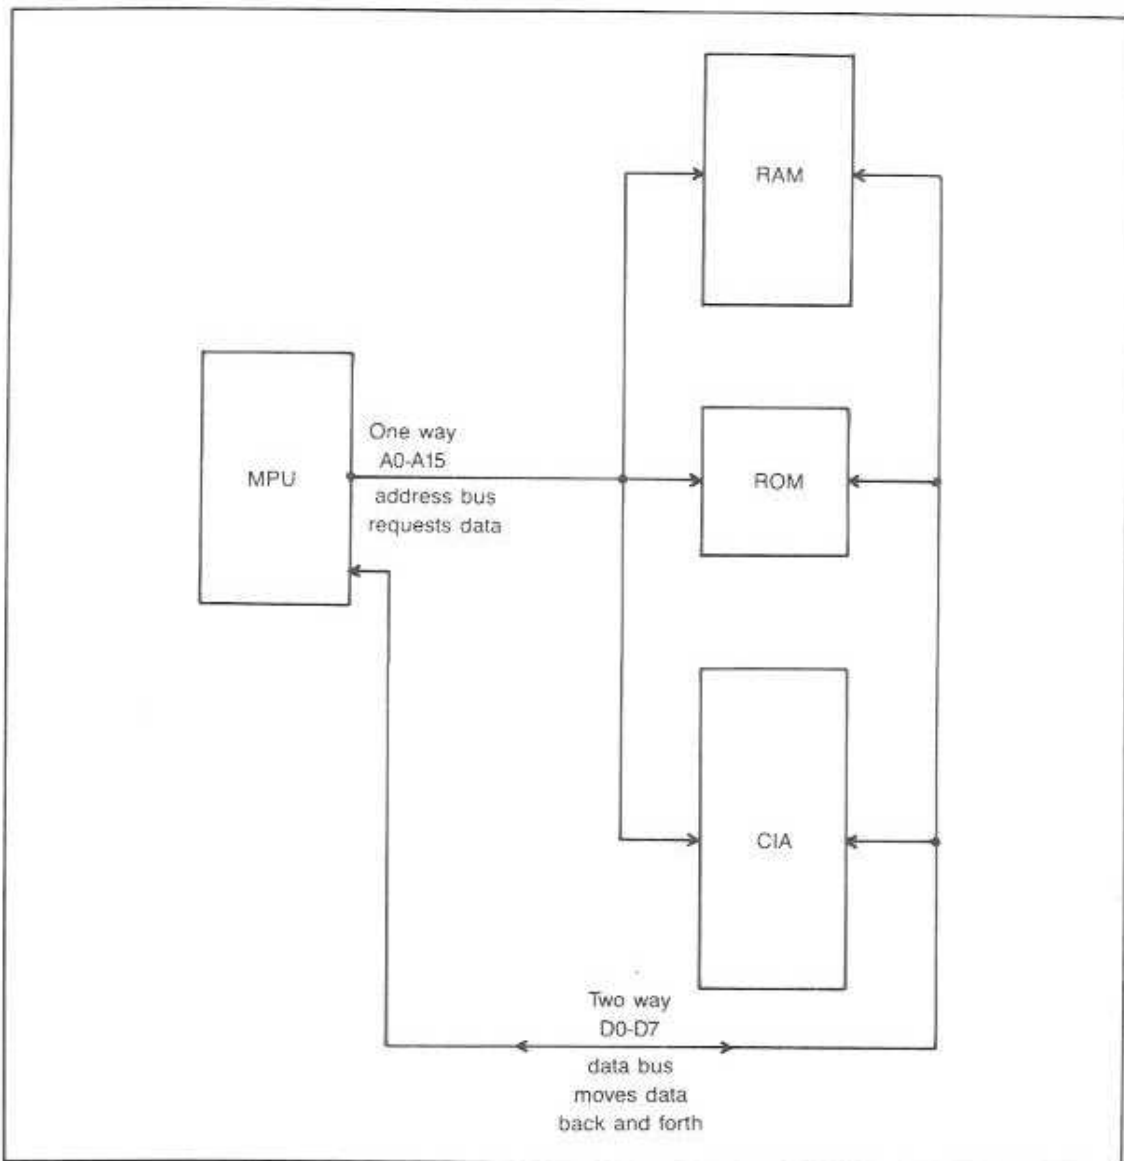 RAM
One way
A0-A15
MPU
ROM
address bus
requests data
CIA
Two way
D0-D7
data bus
moves data
back and forth